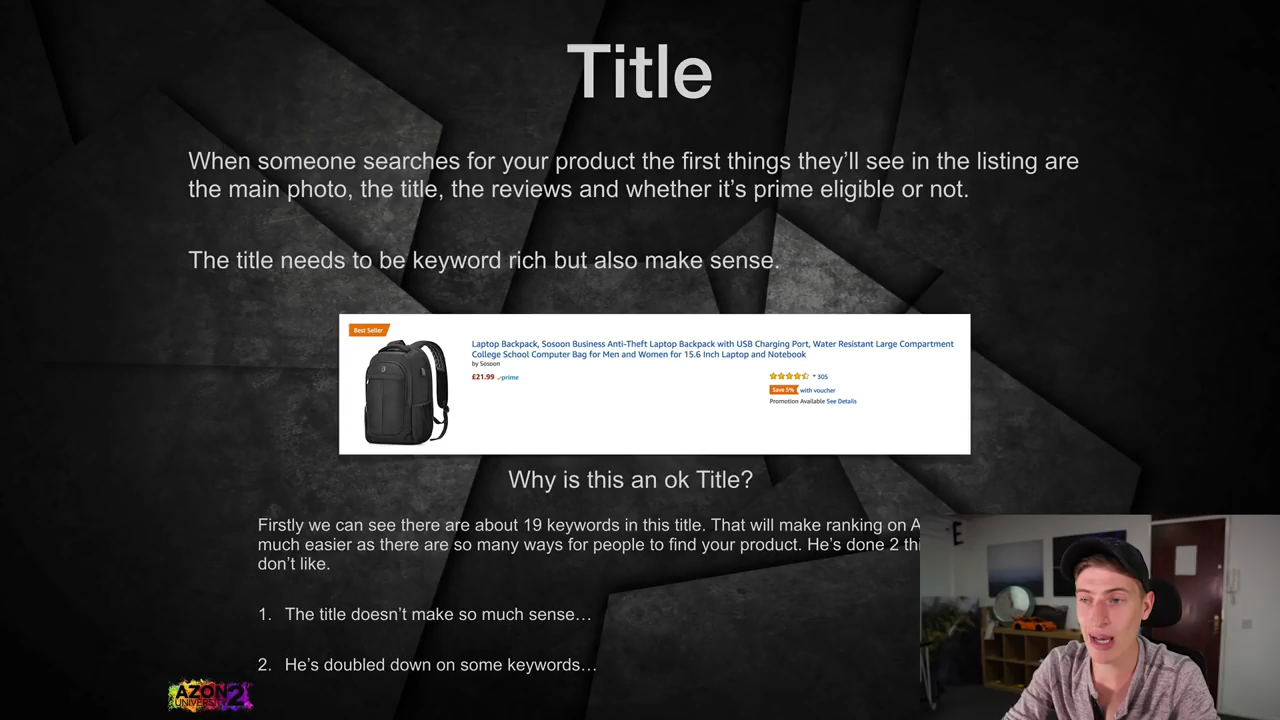 Title
When someone searches for your product the first things they'll see in the listing are
the main photo, the title, the reviews and whether it's prime eligible or not.
The title needs to be keyword rich but also make sense.
Best Seller
Laptop Backpack, Sosoon Business Anti-Theft Laptop Backpack with USB Charging Port, Water Resistant Large Compartment
College School Computer Bag for Men and Women for 15.6 Inch Laptop and Notebook
by Sosoon
£21.99 prime
305
Save 5% with voucher
Promotion Available See Details
Why is this an ok Title?
Firstly we can see there are about 19 keywords in this title. That will make ranking on A
much easier as there are so many ways for people to find your product. He's done 2 thi
don't like.
1. The title doesn't make so much sense…
2. He's doubled down on some keywords…
AZON
UNIVERSITY 2
E